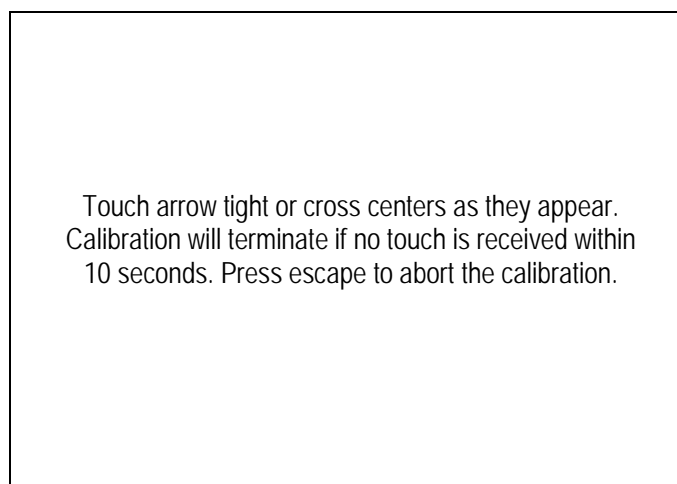 Touch arrow tight or cross centers as they appear.
Calibration will terminate if no touch is received within
10 seconds. Press escape to abort the calibration.